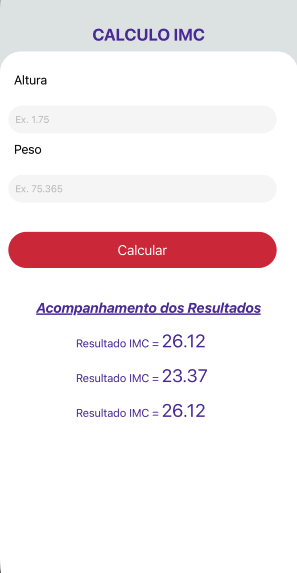 CALCULO IMC
Altura
Ex. 1.75
Peso
Ex. 75.365
Calcular
Acompanhamento dos Resultados
Resultado IMC = 26.12
Resultado IMC = 23.37
Resultado IMC = 26.12